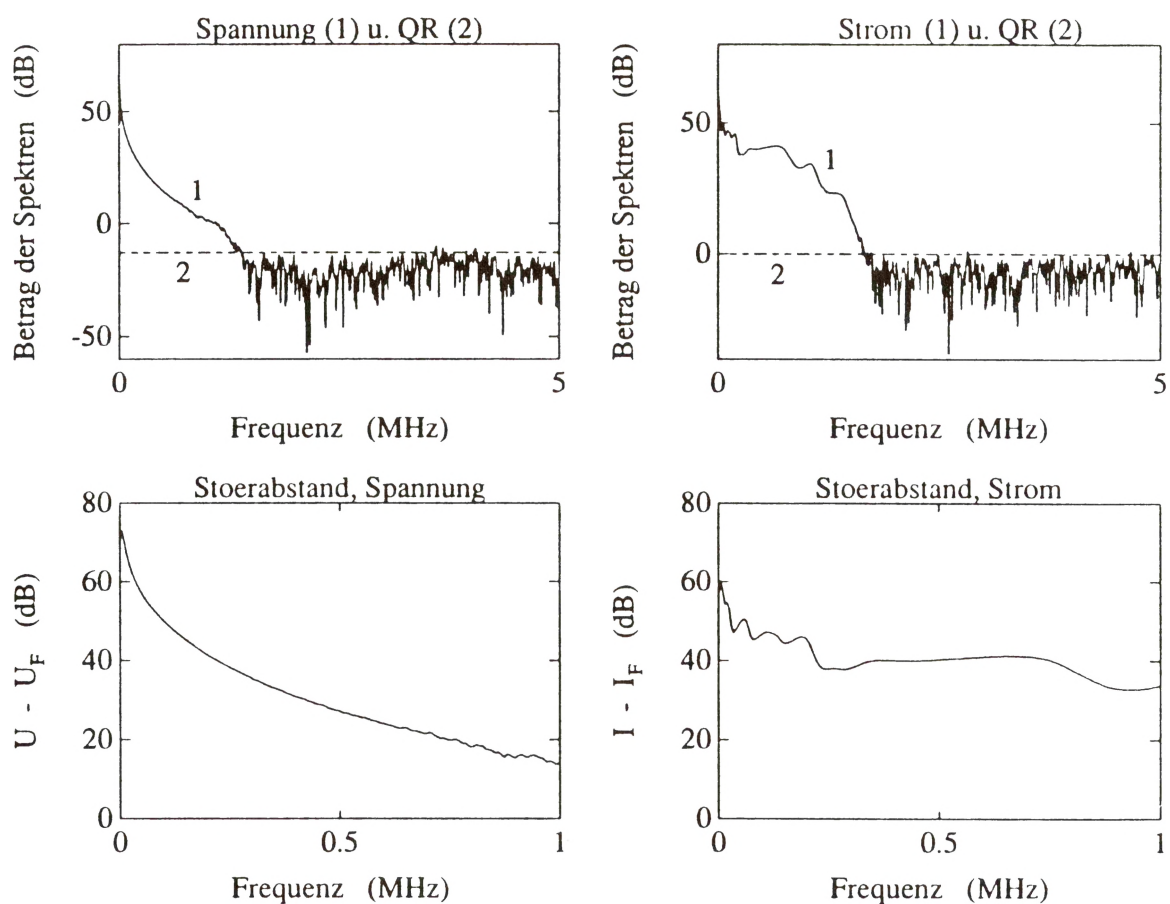 Spannung (1) u. QR (2)
Betrag der Spektren (dB)
50
0
-50
1
2
0
5
Frequenz (MHz)
Strom (1) u. QR (2)
Betrag der Spektren (dB)
50
0
1
2
0
5
Frequenz (MHz)
Stoerabstand, Spannung
U - U_F (dB)
80
60
40
20
0
0
0.5
1
Frequenz (MHz)
Stoerabstand, Strom
I - I_F (dB)
80
60
40
20
0
0
0.5
1
Frequenz (MHz)